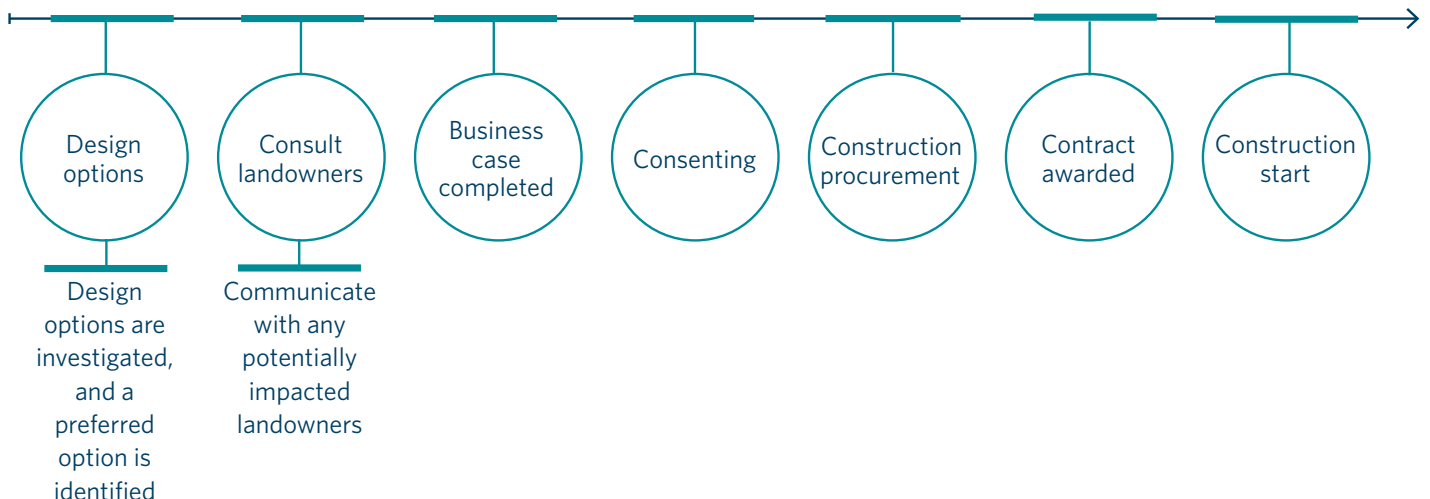 Design
options
Consult
landowners
Business
case
completed
Consenting
Construction
procurement
Contract
awarded
Construction
start
Design
options are
investigated,
and a
preferred
option is
identified
Communicate
with any
potentially
impacted
landowners